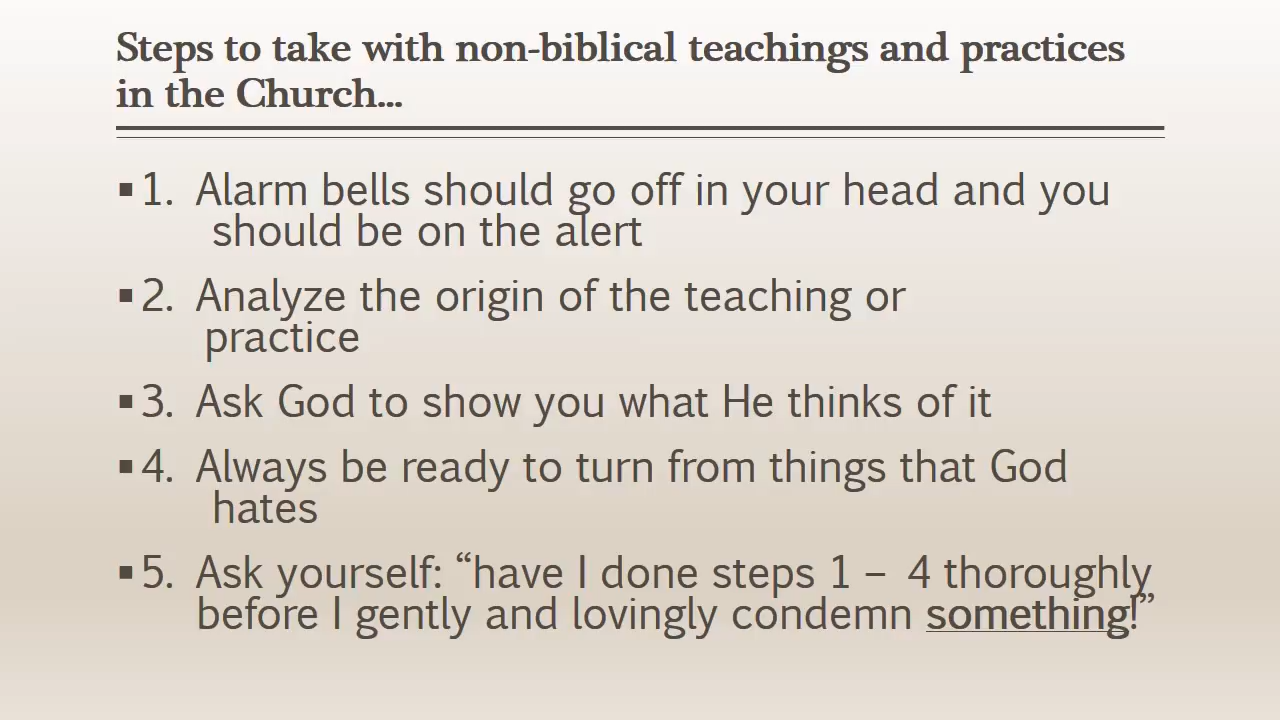 Steps to take with non-biblical teachings and practices
in the Church...
▪ 1. Alarm bells should go off in your head and you
should be on the alert
▪ 2. Analyze the origin of the teaching or
practice
▪ 3. Ask God to show you what He thinks of it
▪ 4. Always be ready to turn from things that God
hates
▪ 5. Ask yourself: “have I done steps 1 – 4 thoroughly
before I gently and lovingly condemn something!”